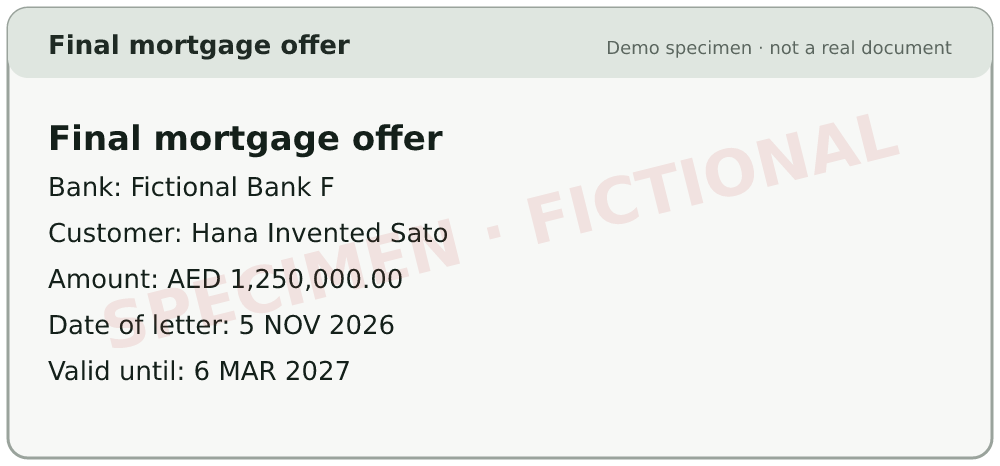 Final mortgage offer
Demo specimen · not a real document
Final mortgage offer
Bank: Fictional Bank F
Customer: Hana Invented Sato
Amount: AED 1,250,000.00
Date of letter: 5 NOV 2026
Valid until: 6 MAR 2027
SPECIMEN · FICTIONAL